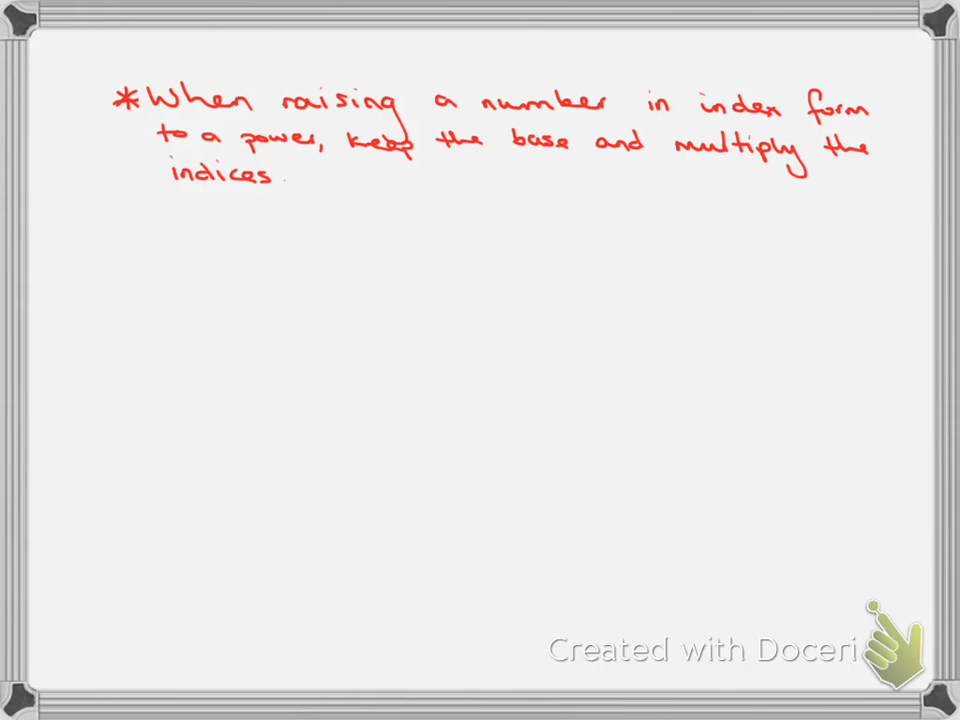 *When raising a number in index form
to a power, keep the base and multiply the
indices.
Created with Doceri